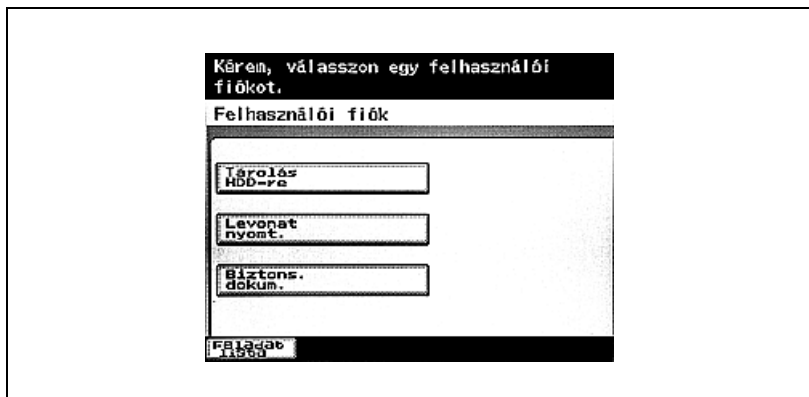 Kérem, válasszon egy felhasználói
fiókot.
Felhasználói fiók
Tárolás
HDD-re
Levonat
nyomt.
Biztons.
dokum.
Feladat
lista